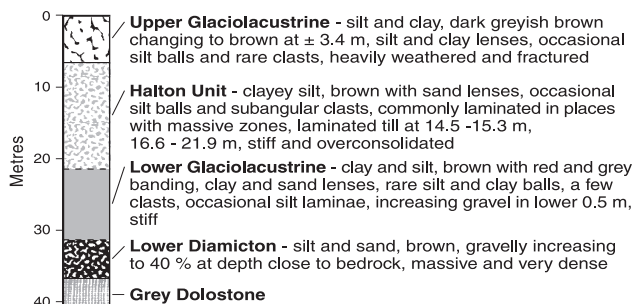 0
10
20
30
40
Metres
Upper Glaciolacustrine - silt and clay, dark greyish brown
changing to brown at ± 3.4 m, silt and clay lenses, occasional
silt balls and rare clasts, heavily weathered and fractured
Halton Unit - clayey silt, brown with sand lenses, occasional
silt balls and subangular clasts, commonly laminated in places
with massive zones, laminated till at 14.5 -15.3 m,
16.6 - 21.9 m, stiff and overconsolidated
Lower Glaciolacustrine - clay and silt, brown with red and grey
banding, clay and sand lenses, rare silt and clay balls, a few
clasts, occasional silt laminae, increasing gravel in lower 0.5 m,
stiff
Lower Diamicton - silt and sand, brown, gravelly increasing
to 40 % at depth close to bedrock, massive and very dense
Grey Dolostone